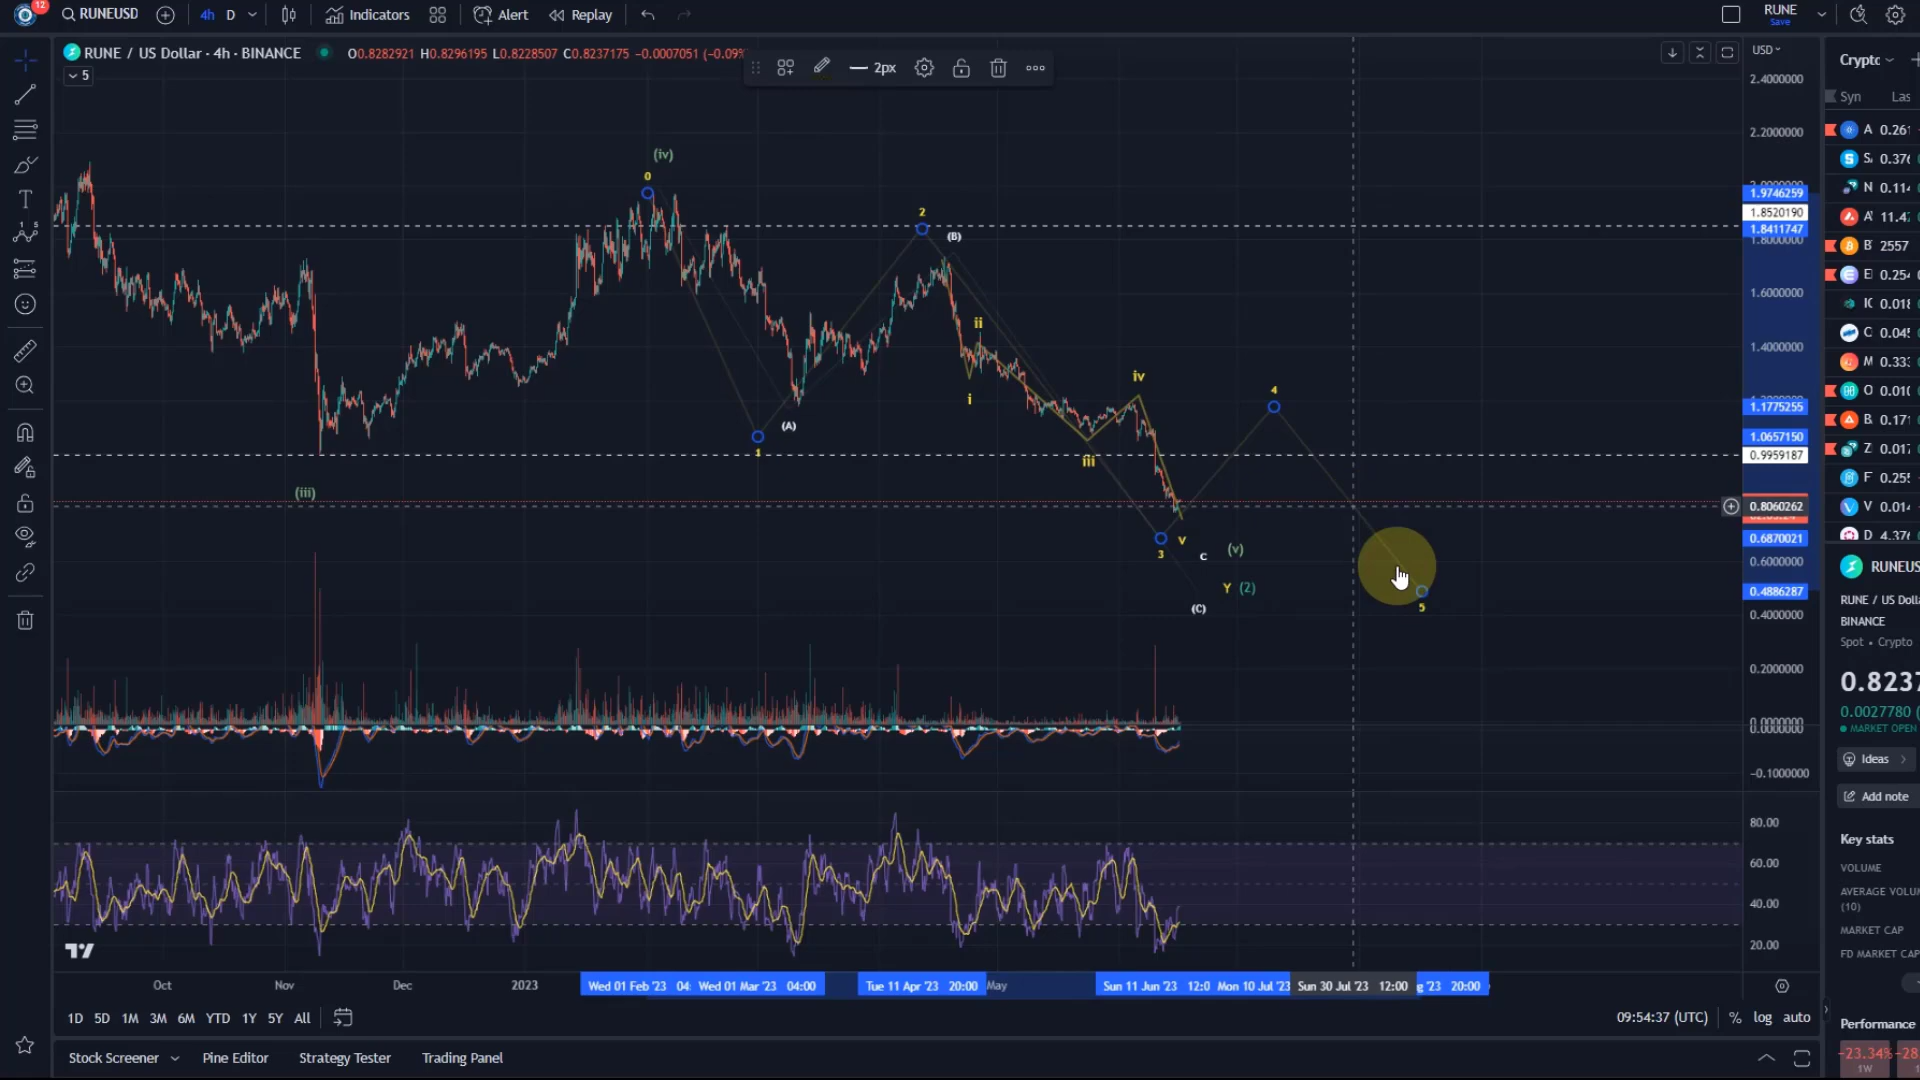 12
RUNEUSD
4h D
Indicators
Alert
Replay
RUNE
Save
RUNE / US Dollar · 4h · BINANCE
O0.8282921 H0.8296195 L0.8228507 C0.8237175 −0.0007051 (−0.09%
5
2px
USD
2.4000000
2.2000000
2.0000000
1.9746259
1.8520190
1.8411747
1.8000000
1.6000000
1.4000000
1.1775255
1.0657150
0.9959187
0.8060262
0.6870021
0.6000000
0.4886287
0.4000000
0.2000000
0.0000000
0.0000000
−0.1000000
80.00
60.00
40.00
20.00
(iv)
0
2
(B)
ii
i
iv
4
(A)
1
iii
(iii)
3
v
C
(v)
Y
(2)
(C)
5
Oct
Nov
Dec
2023
Wed 01 Feb '23 04:
Wed 01 Mar '23 04:00
Tue 11 Apr '23 20:00
May
Sun 11 Jun '23 12:0
Mon 10 Jul '23
Sun 30 Jul '23 12:00
g '23 20:00
1D 5D 1M 3M 6M YTD 1Y 5Y All
09:54:37 (UTC)
% log auto
Stock Screener
Pine Editor
Strategy Tester
Trading Panel
Crypto
Syn
Las
A 0.261
S. 0.376
N 0.114
A' 11.4
B 2557
E 0.254
IC 0.018
C 0.045
M 0.333
O 0.010
B. 0.171
Z 0.017
F 0.255
V 0.014
D 4.376
RUNEUS
RUNE / US Dolla
BINANCE
Spot • Crypto
0.8237
0.0027780
MARKET OPEN
Ideas
Add note
Key stats
VOLUME
AVERAGE VOLU
(10)
MARKET CAP
FD MARKET CAP
Performance
-23.34%
-28.
1W